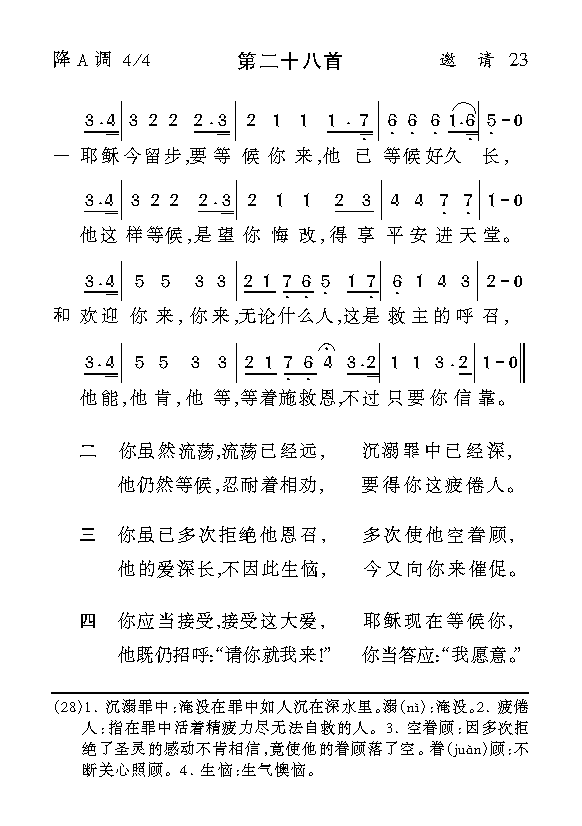 降A调 4/4 第二十八首 邀请 23
3.4|3 2 2 2.3|2 1 1 1.7|6 6 6 1.6|5-0
一 耶稣今留步,要等候你来,他已等候好久长,
3.4|3 2 2 2.3|2 1 1 2 3|4 4 7 7|1-0
他这样等候,是望你悔改,得享平安进天堂。
3.4|5 5 3 3|2 1 7 6 5 1 7|6 1 4 3|2-0
和 欢迎你来,你来,无论什么人,这是救主的呼召,
3.4|5 5 3 3|2 1 7 6 4 3.2|1 1 3.2|1-0‖
他能,他肯,他等,等着施救恩,不过只要你信靠。
二 你虽然流荡,流荡已经远, 沉溺罪中已经深,
他仍然等候,忍耐着相劝, 要得你这疲倦人。
三 你虽已多次拒绝他恩召, 多次使他空眷顾,
他的爱深长,不因此生恼, 今又向你来催促。
四 你应当接受,接受这大爱, 耶稣现在等候你,
他既仍招呼:“请你就我来!” 你当答应:“我愿意。”
(28)1. 沉溺罪中:淹没在罪中如人沉在深水里。溺(nì):淹没。2. 疲倦
人:指在罪中活着精疲力尽无法自救的人。3. 空眷顾:因多次拒
绝了圣灵的感动不肯相信,竟使他的眷顾落了空。眷(juàn)顾:不
断关心照顾。4. 生恼:生气懊恼。